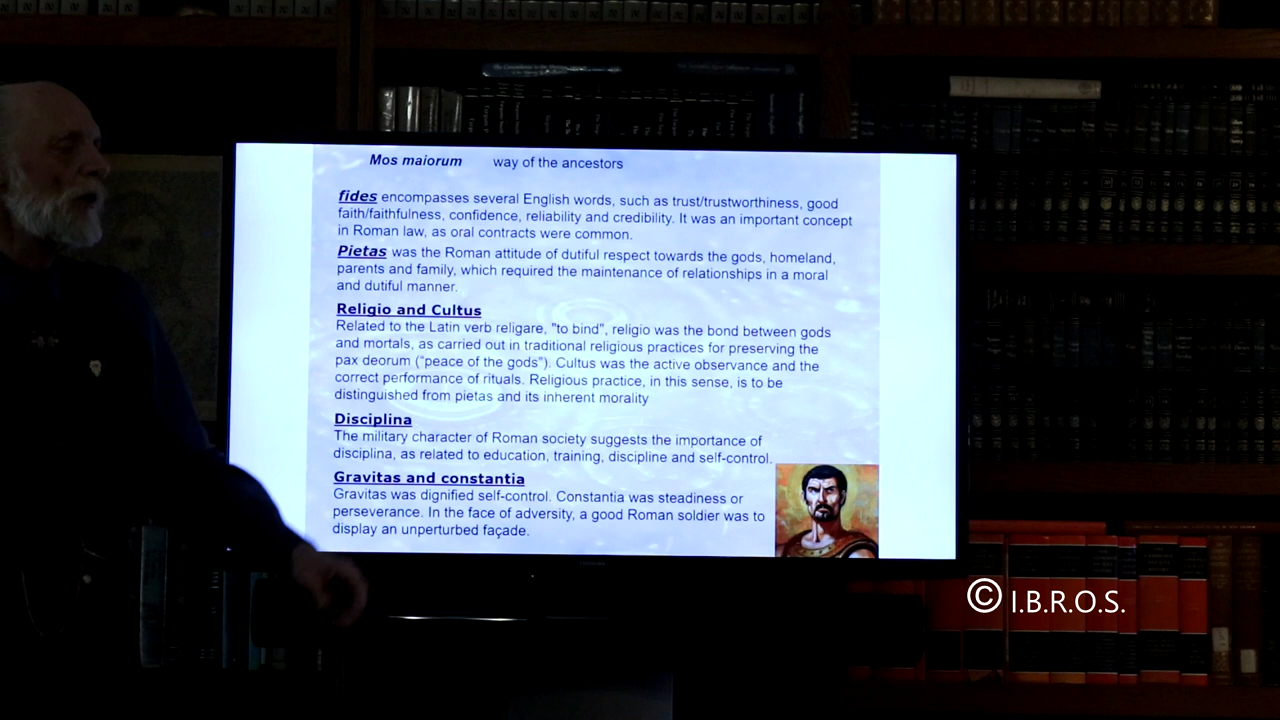 Mos maiorum way of the ancestors
fides encompasses several English words, such as trust/trustworthiness, good
faith/faithfulness, confidence, reliability and credibility. It was an important concept
in Roman law, as oral contracts were common.
Pietas was the Roman attitude of dutiful respect towards the gods, homeland,
parents and family, which required the maintenance of relationships in a moral
and dutiful manner.
Religio and Cultus
Related to the Latin verb religare, "to bind", religio was the bond between gods
and mortals, as carried out in traditional religious practices for preserving the
pax deorum ("peace of the gods"). Cultus was the active observance and the
correct performance of rituals. Religious practice, in this sense, is to be
distinguished from pietas and its inherent morality
Disciplina
The military character of Roman society suggests the importance of
disciplina, as related to education, training, discipline and self-control.
Gravitas and constantia
Gravitas was dignified self-control. Constantia was steadiness or
perseverance. In the face of adversity, a good Roman soldier was to
display an unperturbed façade.
© I.B.R.O.S.